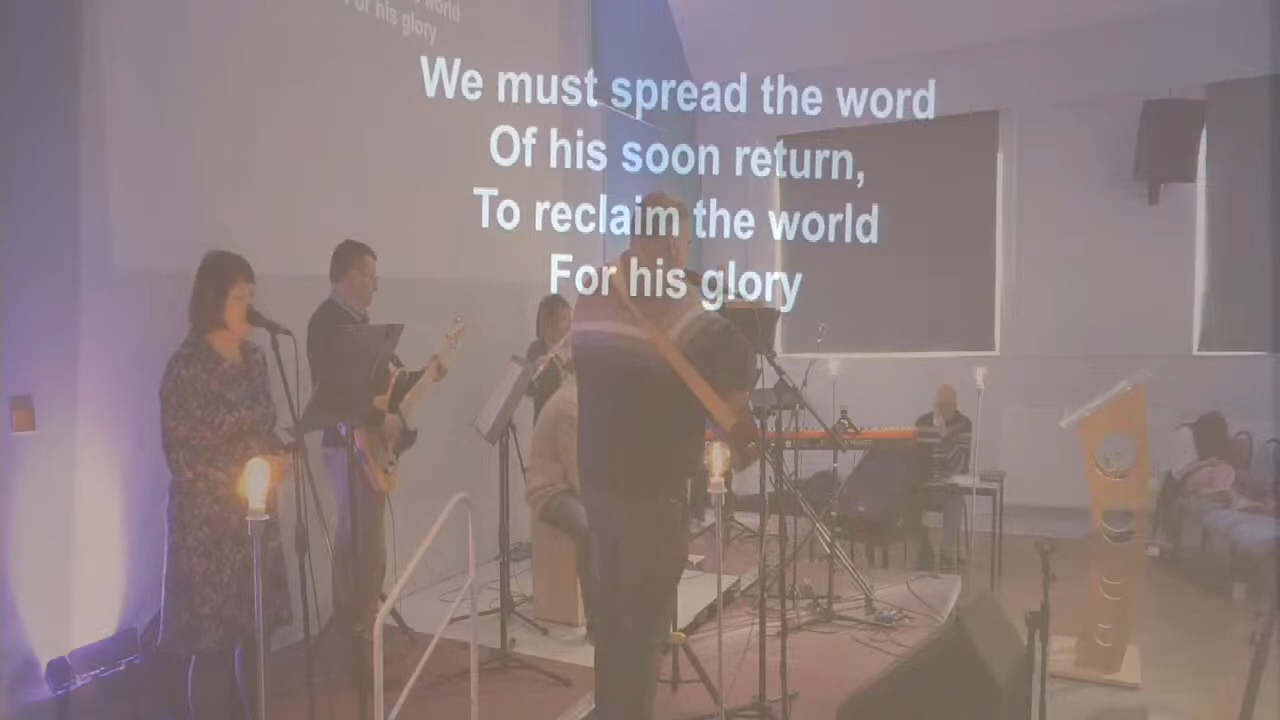 world
For his glory
We must spread the word
Of his soon return,
To reclaim the world
For his glory